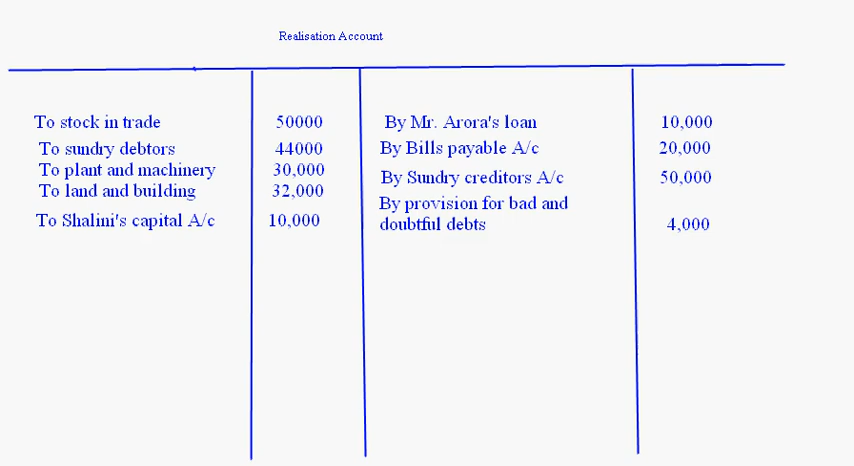 Realisation Account
To stock in trade 50000 By Mr. Arora's loan 10,000
To sundry debtors 44000 By Bills payable A/c 20,000
To plant and machinery 30,000
By Sundry creditors A/c 50,000
To land and building 32,000
By provision for bad and
To Shalini's capital A/c 10,000
doubtful debts 4,000